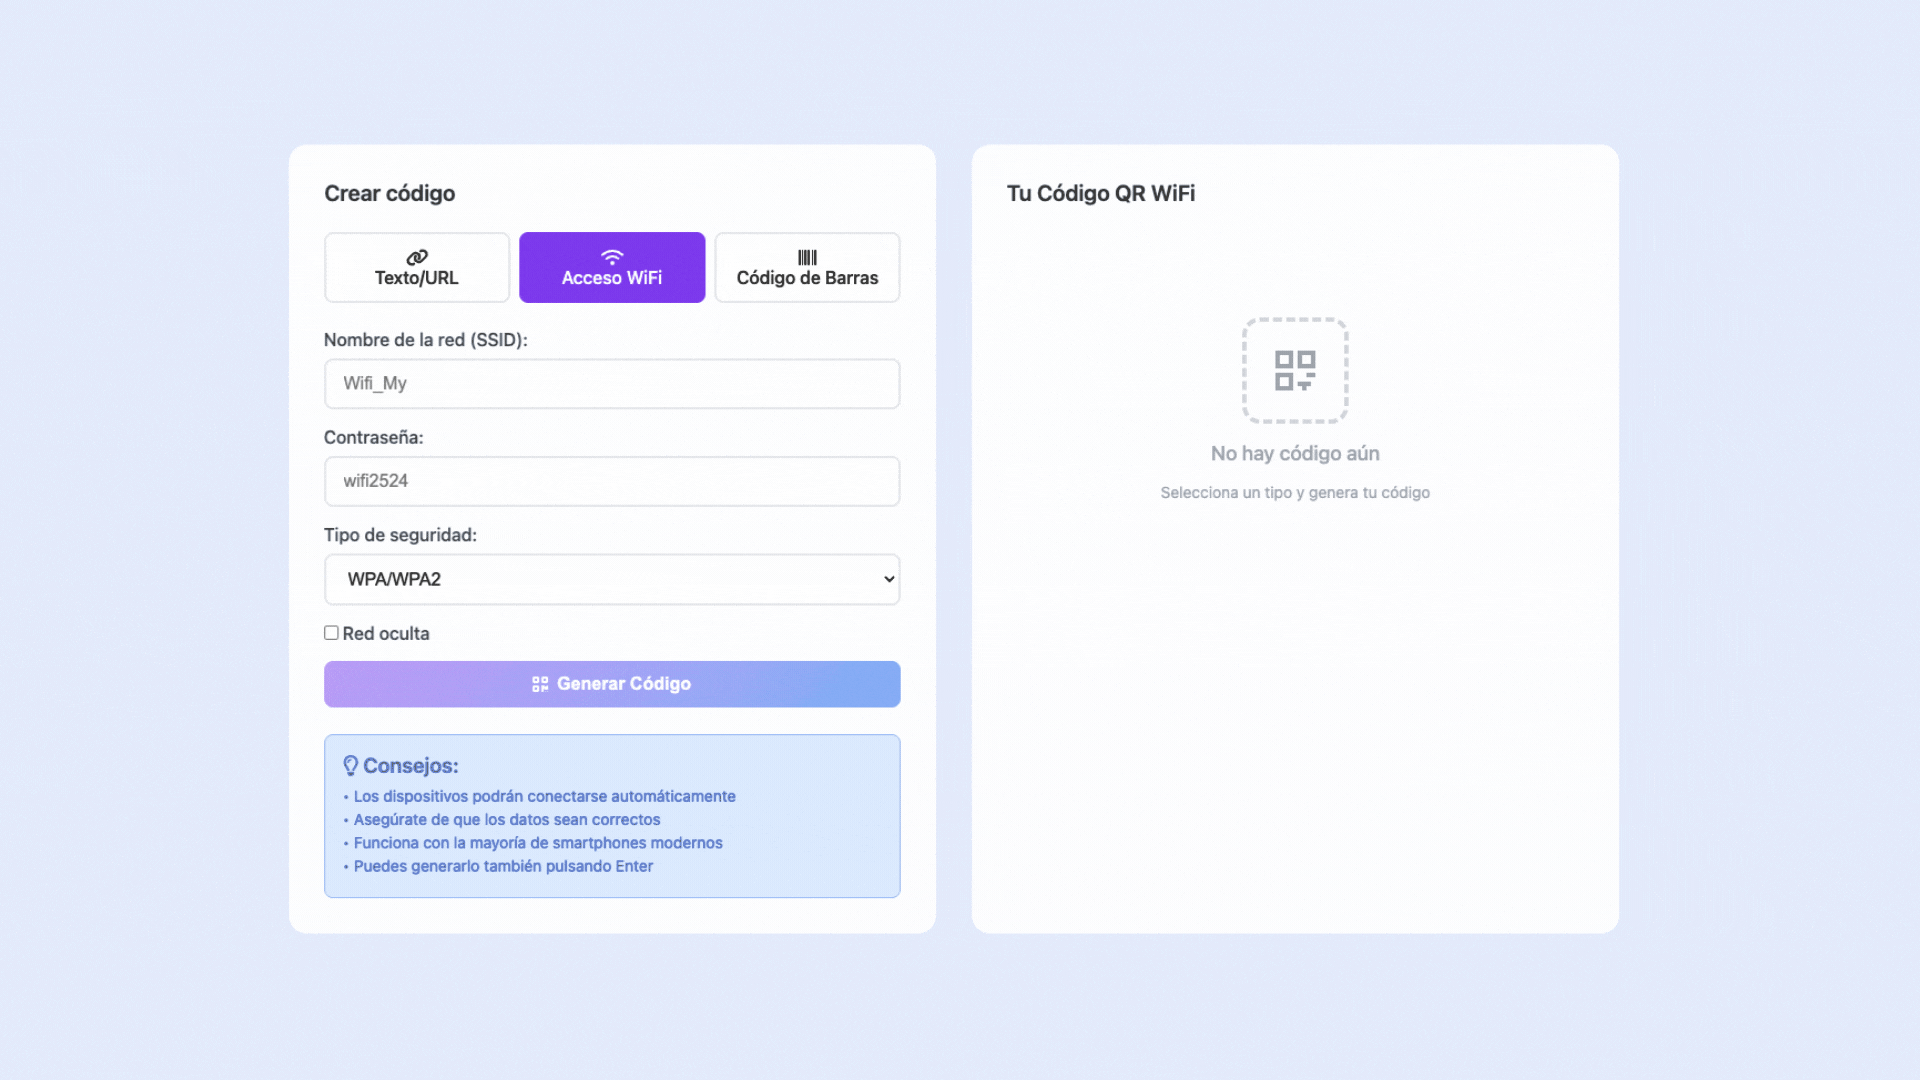 Crear código
Texto/URL
Acceso WiFi
Código de Barras
Nombre de la red (SSID):
Wifi_My
Contraseña:
wifi2524
Tipo de seguridad:
WPA/WPA2
Red oculta
Generar Código
Consejos:
• Los dispositivos podrán conectarse automáticamente
• Asegúrate de que los datos sean correctos
• Funciona con la mayoría de smartphones modernos
• Puedes generarlo también pulsando Enter
Tu Código QR WiFi
No hay código aún
Selecciona un tipo y genera tu código